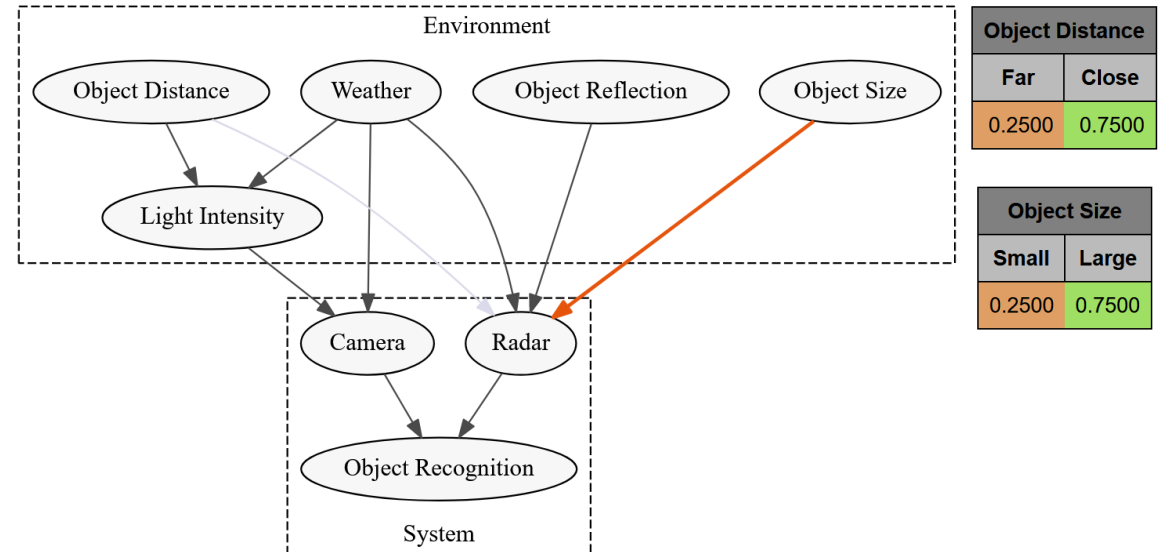 Environment
Object Distance
Weather
Object Reflection
Object Size
Light Intensity
Camera
Radar
Object Recognition
System
Object Distance
Far Close
0.2500 0.7500
Object Size
Small Large
0.2500 0.7500